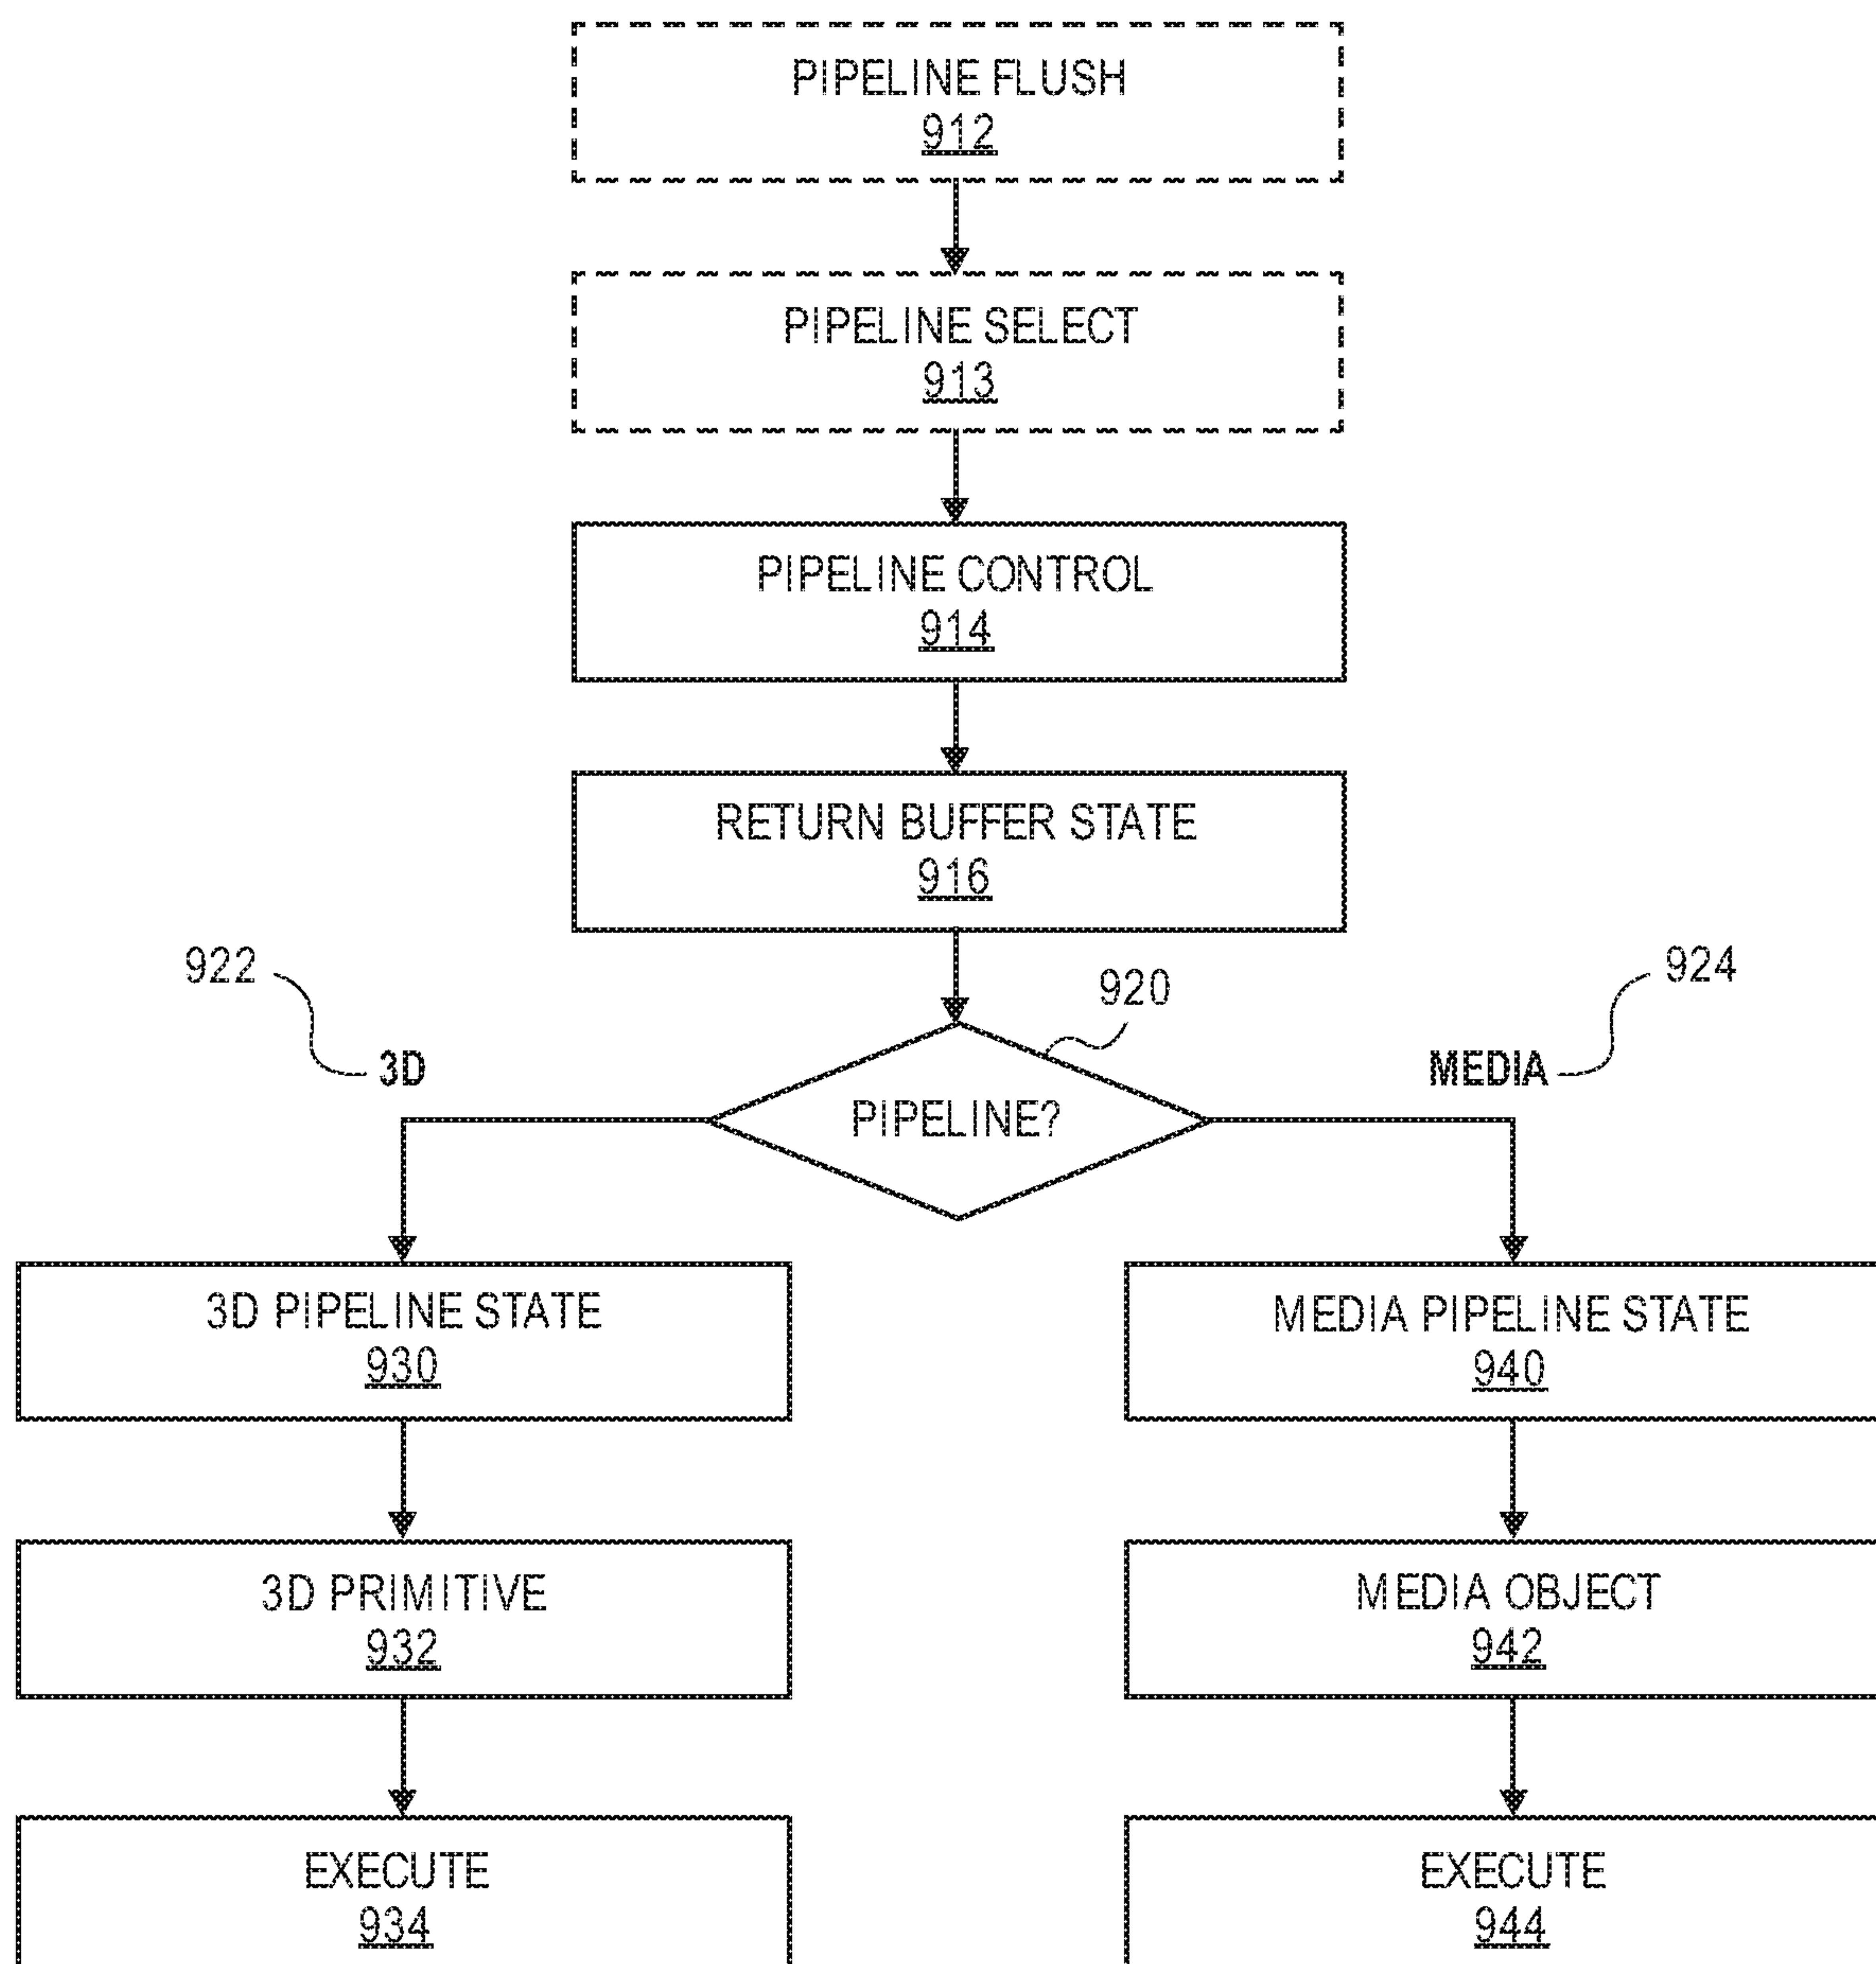 PIPELINE FLUSH
912
PIPELINE SELECT
913
PIPELINE CONTROL
914
RETURN BUFFER STATE
916
922
924
920
3D
MEDIA
PIPELINE?
3D PIPELINE STATE
930
MEDIA PIPELINE STATE
940
3D PRIMITIVE
932
MEDIA OBJECT
942
EXECUTE
934
EXECUTE
944